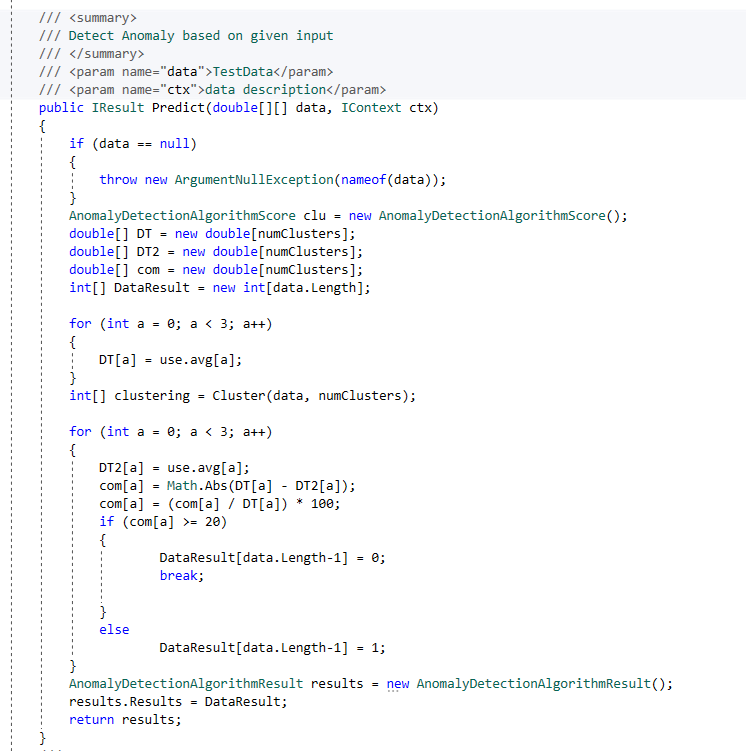 /// <summary>
/// Detect Anomaly based on given input
/// </summary>
/// <param name="data">TestData</param>
/// <param name="ctx">data description</param>
public IResult Predict(double[][] data, IContext ctx)
{
if (data == null)
{
throw new ArgumentNullException(nameof(data));
}
AnomalyDetectionAlgorithmScore clu = new AnomalyDetectionAlgorithmScore();
double[] DT = new double[numClusters];
double[] DT2 = new double[numClusters];
double[] com = new double[numClusters];
int[] DataResult = new int[data.Length];
for (int a = 0; a < 3; a++)
{
DT[a] = use.avg[a];
}
int[] clustering = Cluster(data, numClusters);
for (int a = 0; a < 3; a++)
{
DT2[a] = use.avg[a];
com[a] = Math.Abs(DT[a] - DT2[a]);
com[a] = (com[a] / DT[a]) * 100;
if (com[a] >= 20)
{
DataResult[data.Length-1] = 0;
break;
}
else
DataResult[data.Length-1] = 1;
}
AnomalyDetectionAlgorithmResult results = new AnomalyDetectionAlgorithmResult();
results.Results = DataResult;
return results;
}